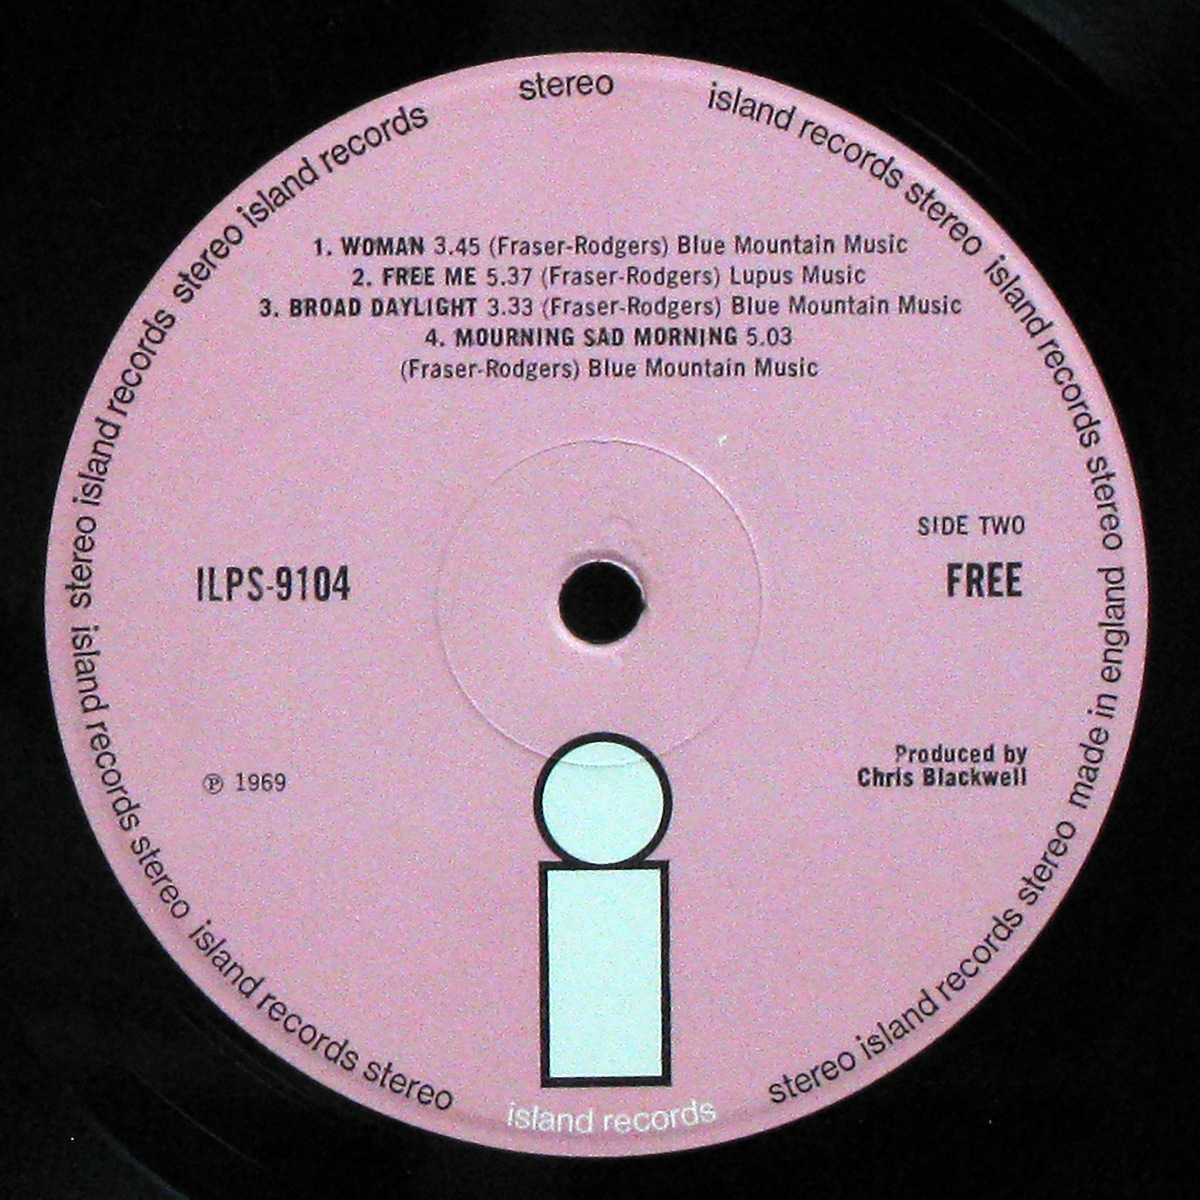 stereo island records stereo island records stereo island records stereo made in england
1. WOMAN 3.45 (Fraser-Rodgers) Blue Mountain Music
2. FREE ME 5.37 (Fraser-Rodgers) Lupus Music
3. BROAD DAYLIGHT 3.33 (Fraser-Rodgers) Blue Mountain Music
4. MOURNING SAD MORNING 5.03
(Fraser-Rodgers) Blue Mountain Music
SIDE TWO
ILPS-9104
FREE
Produced by
Chris Blackwell
℗ 1969
island records stereo island records stereo
stereo island records stereo
island records